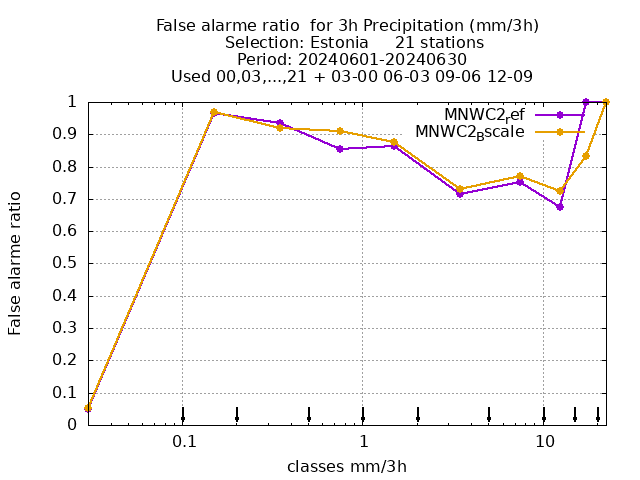 False alarme ratio  for 3h Precipitation (mm/3h)
Selection: Estonia     21 stations
Period: 20240601-20240630
Used 00,03,...,21 + 03-00 06-03 09-06 12-09
MNWC2_ref
MNWC2_Bscale
1
0.9
0.8
0.7
0.6
0.5
0.4
0.3
0.2
0.1
0
False alarme ratio
0.1 1 10
classes mm/3h